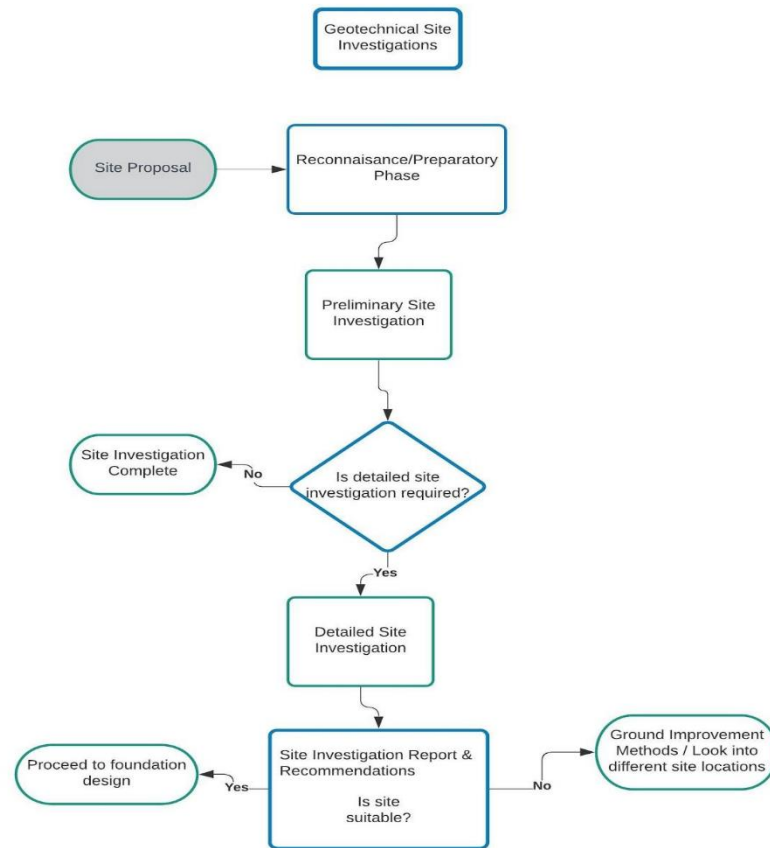 Geotechnical Site
Investigations
Site Proposal
Reconnaisance/Preparatory
Phase
Preliminary Site
Investigation
Site Investigation
Complete
No
Is detailed site
investigation required?
Yes
Detailed Site
Investigation
Proceed to foundation
design
Yes
Site Investigation Report &
Recommendations
Is site
suitable?
No
Ground Improvement
Methods / Look into
different site locations